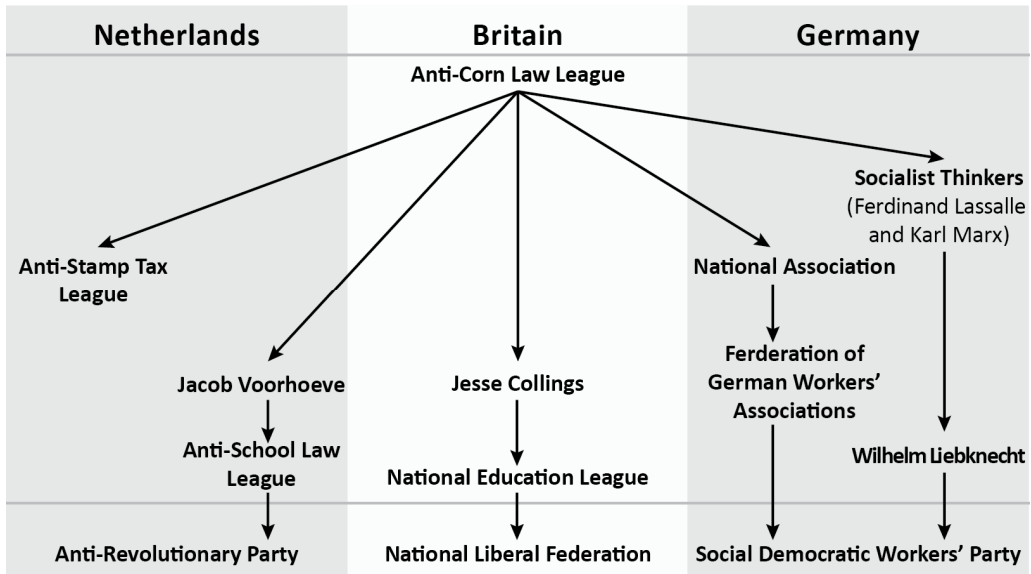 Netherlands
Britain
Germany
Anti-Corn Law League
Socialist Thinkers
(Ferdinand Lassalle
and Karl Marx)
Anti-Stamp Tax
League
National Association
Jacob Voorhoeve
Jesse Collings
Ferderation of
German Workers'
Associations
Anti-School Law
League
National Education League
Wilhelm Liebknecht
Anti-Revolutionary Party
National Liberal Federation
Social Democratic Workers' Party